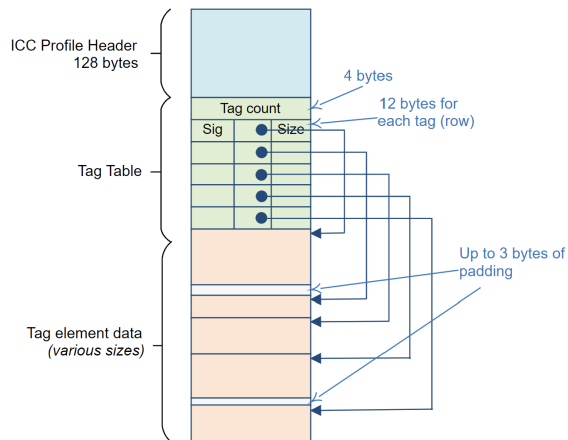 ICC Profile Header
128 bytes
4 bytes
Tag count
12 bytes for
each tag (row)
Sig
Size
Tag Table
Up to 3 bytes of
padding
Tag element data
(various sizes)